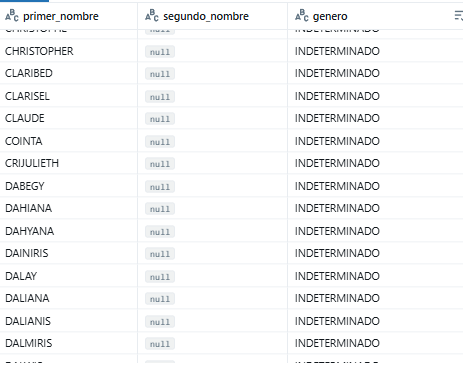 primer_nombre segundo_nombre genero
CHRISTOPHER null INDETERMINADO
CLARIBED null INDETERMINADO
CLARISEL null INDETERMINADO
CLAUDE null INDETERMINADO
COINTA null INDETERMINADO
CRIJULIETH null INDETERMINADO
DABEGY null INDETERMINADO
DAHIANA null INDETERMINADO
DAHYANA null INDETERMINADO
DAINIRIS null INDETERMINADO
DALAY null INDETERMINADO
DALIANA null INDETERMINADO
DALIANIS null INDETERMINADO
DALMIRIS null INDETERMINADO